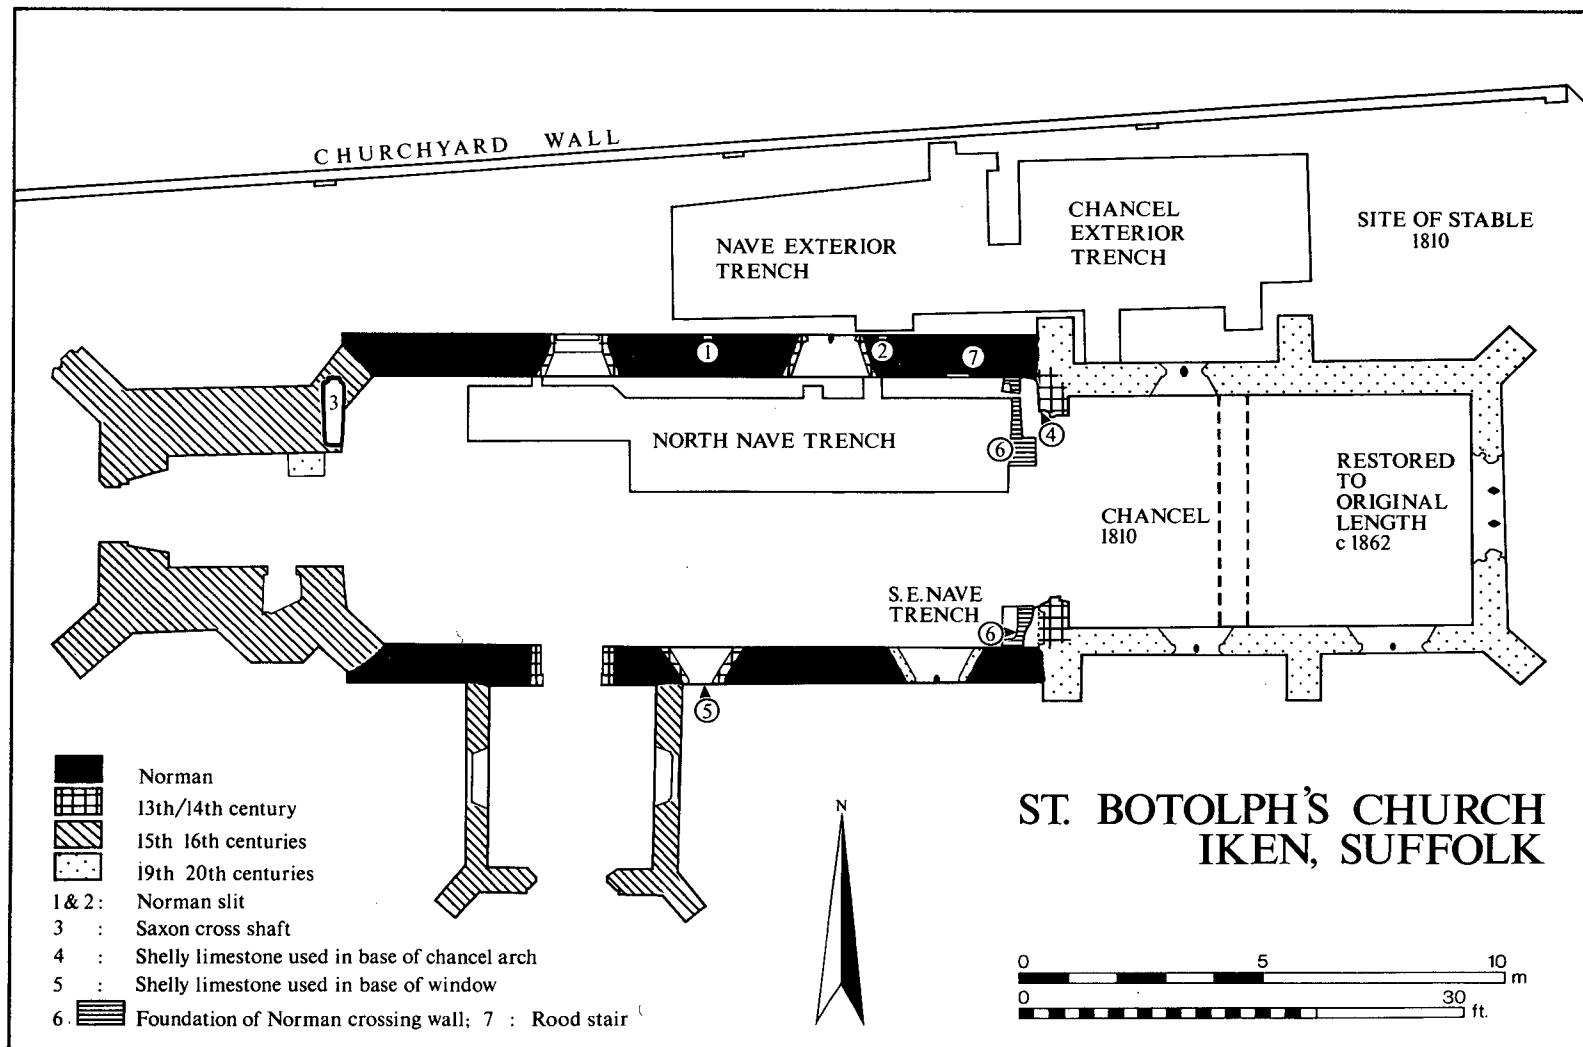 CHURCHYARD WALL
NAVE EXTERIOR
TRENCH
CHANCEL
EXTERIOR
TRENCH
SITE OF STABLE
1810
1
2
7
3
NORTH NAVE TRENCH
4
6
RESTORED
TO
ORIGINAL
LENGTH
c 1862
CHANCEL
1810
S.E. NAVE
TRENCH
6
5
Norman
13th/14th century
15th 16th centuries
19th 20th centuries
1 & 2 : Norman slit
3 : Saxon cross shaft
4 : Shelly limestone used in base of chancel arch
5 : Shelly limestone used in base of window
6 . Foundation of Norman crossing wall; 7 : Rood stair
N
ST. BOTOLPH'S CHURCH
IKEN, SUFFOLK
0 5 10 m
0 30 ft.